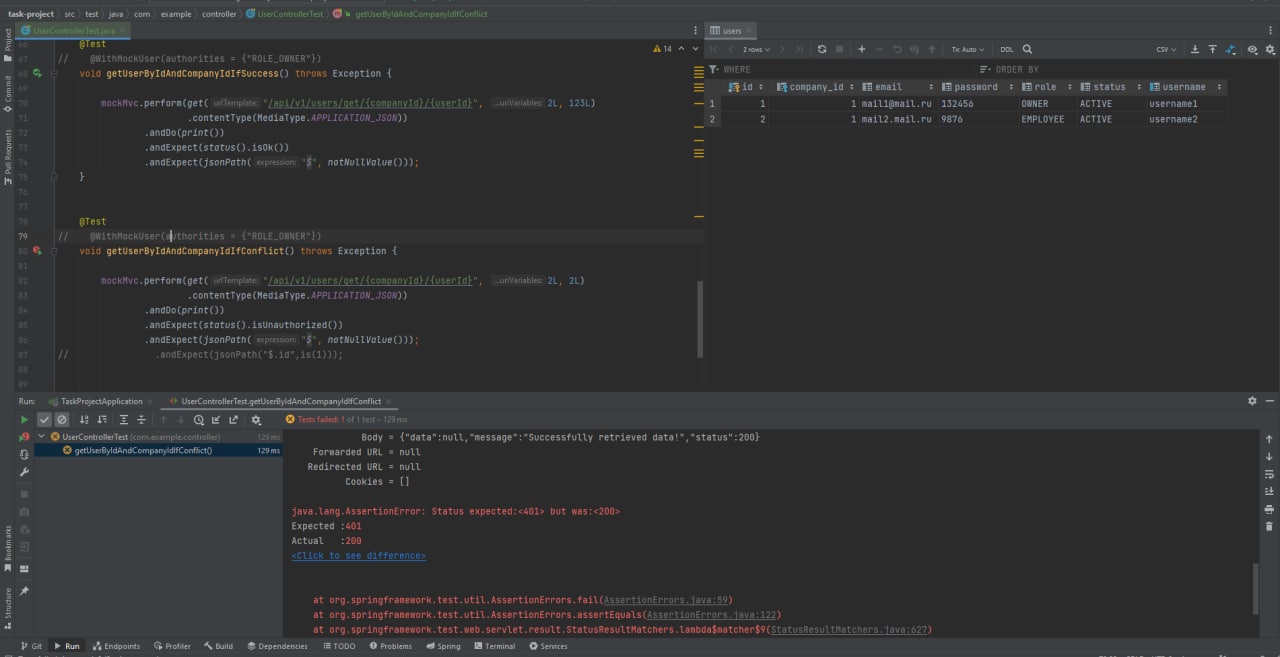 task-project src test java com example controller UserControllerTest getUserByIdAndCompanyIdIfConflict
UserControllerTest.java
14
66 @Test
67 // @WithMockUser(authorities = {"ROLE_OWNER"})
68 void getUserByIdAndCompanyIdIfSuccess() throws Exception {
69
70 mockMvc.perform(get( urlTemplate: "/api/v1/users/get/{companyId}/{userId}", ...uriVariables: 2L, 123L)
71 .contentType(MediaType.APPLICATION_JSON))
72 .andDo(print())
73 .andExpect(status().isOk())
74 .andExpect(jsonPath( expression: "$", notNullValue()));
75 }
76
77
78 @Test
79 // @WithMockUser(authorities = {"ROLE_OWNER"})
80 void getUserByIdAndCompanyIdIfConflict() throws Exception {
81
82 mockMvc.perform(get( urlTemplate: "/api/v1/users/get/{companyId}/{userId}", ...uriVariables: 2L, 2L)
83 .contentType(MediaType.APPLICATION_JSON))
84 .andDo(print())
85 .andExpect(status().isUnauthorized())
86 .andExpect(jsonPath( expression: "$", notNullValue()));
87 // .andExpect(jsonPath("$.id",is(1)));
88
89
users
2 rows Tx: Auto DDL CSV
WHERE ORDER BY
id company_id email password role status username
1 1 1 mail1@mail.ru 132456 OWNER ACTIVE username1
2 2 1 mail2.mail.ru 9876 EMPLOYEE ACTIVE username2
Project
Commit
Pull Requests
Bookmarks
Structure
Run: TaskProjectApplication UserControllerTest.getUserByIdAndCompanyIdIfConflict
Tests failed: 1 of 1 test – 129 ms
UserControllerTest (com.example.controller) 129 ms
getUserByIdAndCompanyIdIfConflict() 129 ms
Body = {"data":null,"message":"Successfully retrieved data!","status":200}
Forwarded URL = null
Redirected URL = null
Cookies = []
java.lang.AssertionError: Status expected:<401> but was:<200>
Expected :401
Actual :200
<Click to see difference>
at org.springframework.test.util.AssertionErrors.fail(AssertionErrors.java:59)
at org.springframework.test.util.AssertionErrors.assertEquals(AssertionErrors.java:122)
at org.springframework.test.web.servlet.result.StatusResultMatchers.lambda$matcher$9(StatusResultMatchers.java:627)
Git Run Endpoints Profiler Build Dependencies TODO Problems Spring Terminal Services